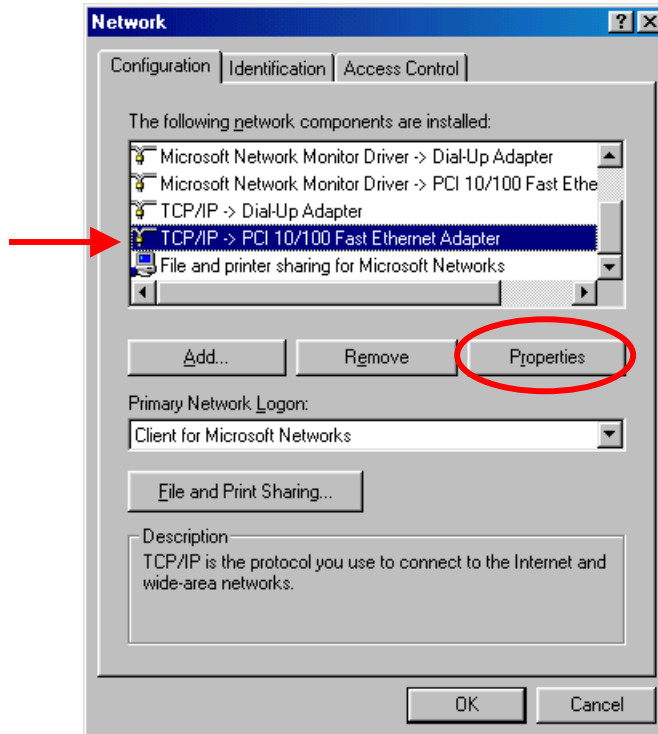 Network
Configuration Identification Access Control
The following network components are installed:
Microsoft Network Monitor Driver -> Dial-Up Adapter
Microsoft Network Monitor Driver -> PCI 10/100 Fast Ethe
TCP/IP -> Dial-Up Adapter
TCP/IP -> PCI 10/100 Fast Ethernet Adapter
File and printer sharing for Microsoft Networks
Add... Remove Properties
Primary Network Logon:
Client for Microsoft Networks
File and Print Sharing...
Description
TCP/IP is the protocol you use to connect to the Internet and
wide-area networks.
OK Cancel